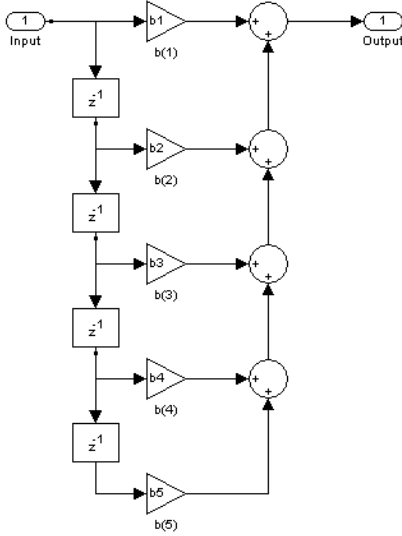 1
Input
b1
b(1)
+
+
1
Output
z-1
b2
b(2)
+
+
z-1
b3
b(3)
+
+
z-1
b4
b(4)
+
+
z-1
b5
b(5)